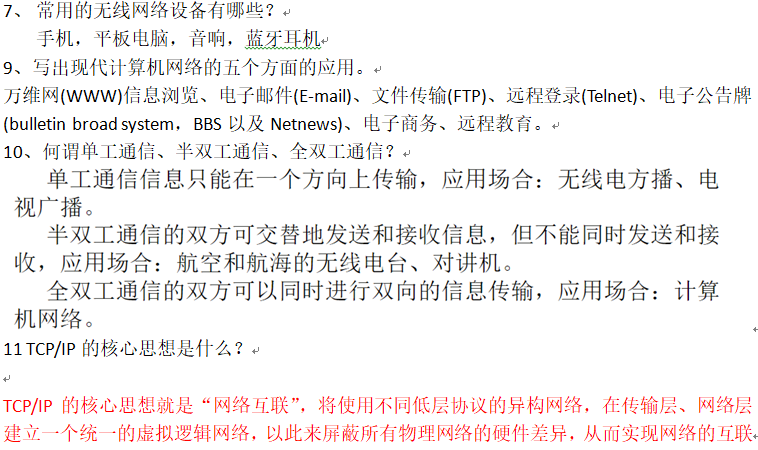 7、 常用的无线网络设备有哪些？
手机，平板电脑，音响，蓝牙耳机
9、写出现代计算机网络的五个方面的应用。
万维网(WWW)信息浏览、电子邮件(E-mail)、文件传输(FTP)、远程登录(Telnet)、电子公告牌
(bulletin broad system，BBS 以及 Netnews)、电子商务、远程教育。
10、何谓单工通信、半双工通信、全双工通信？
单工通信信息只能在一个方向上传输，应用场合：无线电方播、电
视广播。
半双工通信的双方可交替地发送和接收信息，但不能同时发送和接
收，应用场合：航空和航海的无线电台、对讲机。
全双工通信的双方可以同时进行双向的信息传输，应用场合：计算
机网络。
11 TCP/IP 的核心思想是什么？
TCP/IP 的核心思想就是“网络互联”，将使用不同低层协议的异构网络，在传输层、网络层
建立一个统一的虚拟逻辑网络，以此来屏蔽所有物理网络的硬件差异，从而实现网络的互联